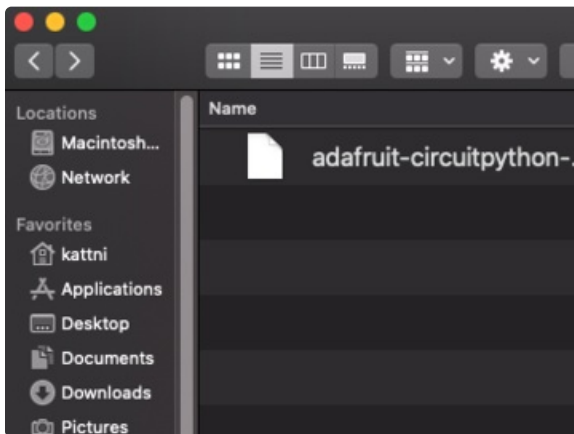 Locations
Macintosh...
Network
Favorites
kattni
Applications
Desktop
Documents
Downloads
Pictures
Name
adafruit-circuitpython-.